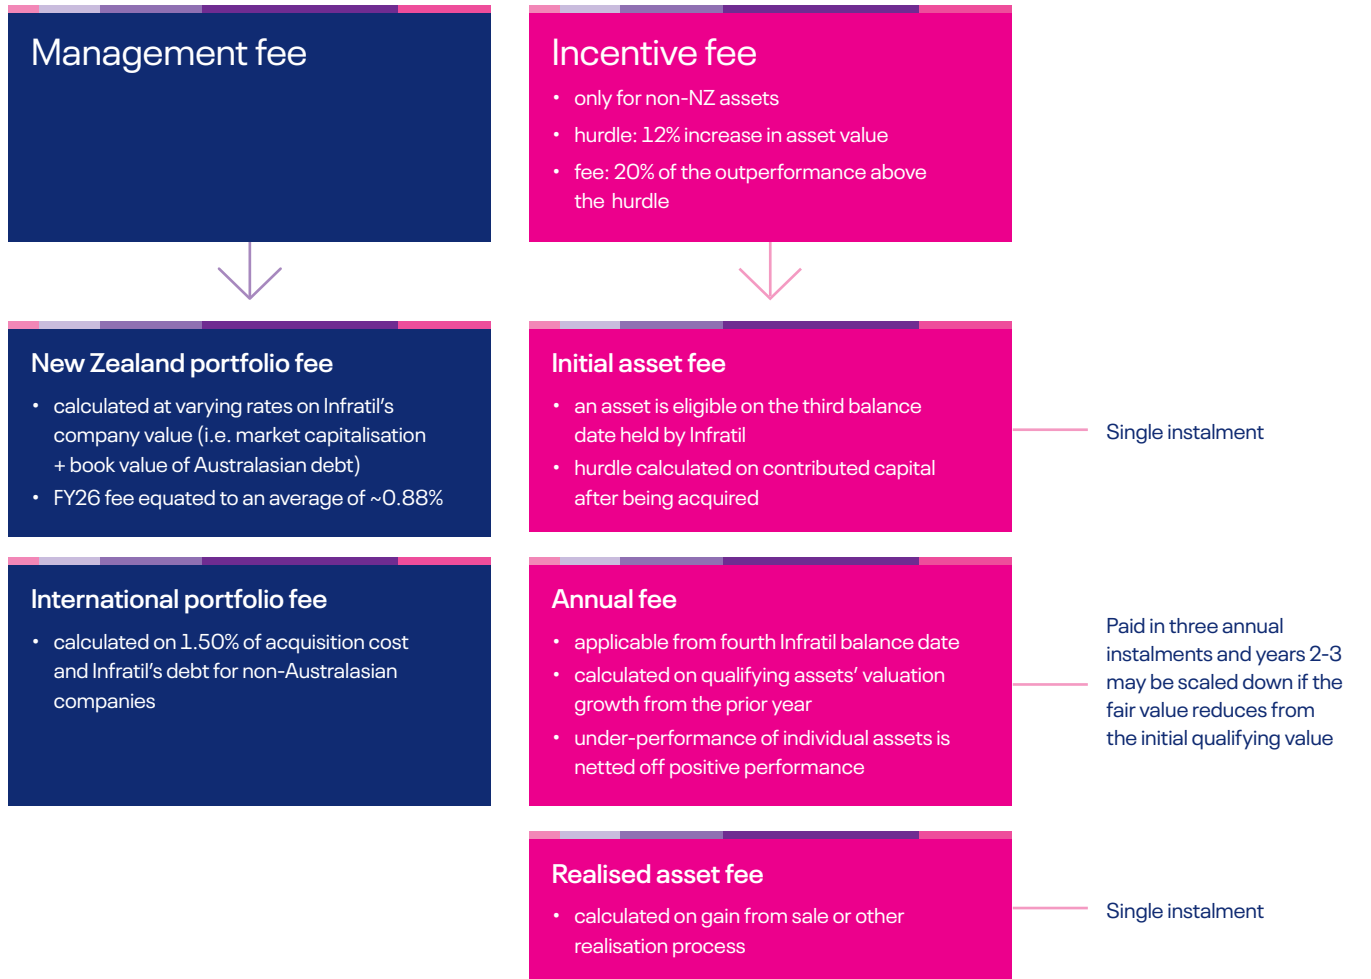 Management fee
Incentive fee
• only for non-NZ assets
• hurdle: 12% increase in asset value
• fee: 20% of the outperformance above
the hurdle
New Zealand portfolio fee
• calculated at varying rates on Infratil's
company value (i.e. market capitalisation
+ book value of Australasian debt)
• FY26 fee equated to an average of ~0.88%
Initial asset fee
• an asset is eligible on the third balance
date held by Infratil
• hurdle calculated on contributed capital
after being acquired
Single instalment
International portfolio fee
• calculated on 1.50% of acquisition cost
and Infratil's debt for non-Australasian
companies
Annual fee
• applicable from fourth Infratil balance date
• calculated on qualifying assets' valuation
growth from the prior year
• under-performance of individual assets is
netted off positive performance
Paid in three annual
instalments and years 2-3
may be scaled down if the
fair value reduces from
the initial qualifying value
Realised asset fee
• calculated on gain from sale or other
realisation process
Single instalment